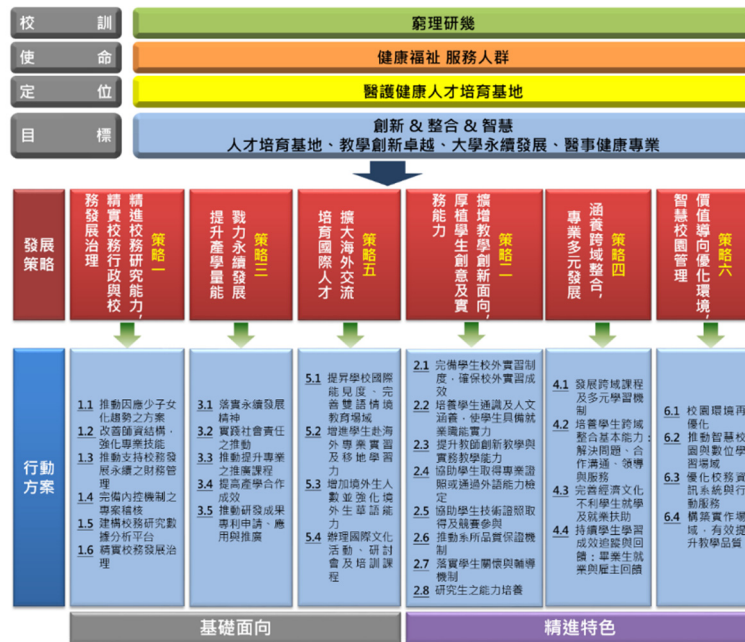 校訓
窮理研幾
使命
健康福祉 服務人群
定位
醫護健康人才培育基地
目標
創新 & 整合 & 智慧
人才培育基地、教學創新卓越、大學永續發展、醫事健康專業
發展
策略
策略一
精進校務研究能力，
精實校務行政與校
務發展治理
策略三
戮力永續發展
提升產學量能
策略五
擴大海外交流
培育國際人才
策略二
擴增教學創新面向，
厚植學生創意及實
務能力
策略四
涵養跨域整合，
專業多元發展
策略六
價值導向優化環境，
智慧校園管理
行動
方案
1.1 推動因應少子女
化趨勢之方案
1.2 改善師資結構，
強化專業技能
1.3 推動支持校務發
展永續之財務管
理
1.4 完備內控機制之
專案稽核
1.5 建構校務研究數
據分析平台
1.6 精實校務發展治
理
3.1 落實永續發展
精神
3.2 實踐社會責任
之推動
3.3 推動提升專業
之推廣課程
3.4 提高產學合作
成效
3.5 推動研發成果
專利申請、應
用與推廣
5.1 提昇學校國際
能見度、完
善雙語情境
教育場域
5.2 增進學生赴海
外專業實習
及移地學習
力
5.3 增加境外生人
數並強化境
外生華語能
力
5.4 辦理國際文化
活動、研討
會及培訓課
程
2.1 完備學生校外實習制
度，確保校外實習成
效
2.2 培養學生通識及人文
涵養，使學生具備就
業職能實力
2.3 提升教師創新教學與
實務教學能力
2.4 協助學生取得專業證
照或通過外語能力檢
定
2.5 協助學生技術證照取
得及競賽參與
2.6 推動系所品質保證機
制
2.7 落實學生關懷與輔導
機制
2.8 研究生之能力培養
4.1 發展跨域課程
及多元學習機
制
4.2 培養學生跨域
整合基本能力：
解決問題、合
作溝通、領導
與服務
4.3 完善經濟文化
不利學生就學
及就業扶助
4.4 持續學生學習
成效追蹤與回
饋：畢業生就
業與雇主回饋
6.1 校園環境再
優化
6.2 推動智慧校
園與數位學
習場域
6.3 優化校務資
訊系統與行
動服務
6.4 構築實作場
域，有效提
升教學品質
基礎面向
精進特色